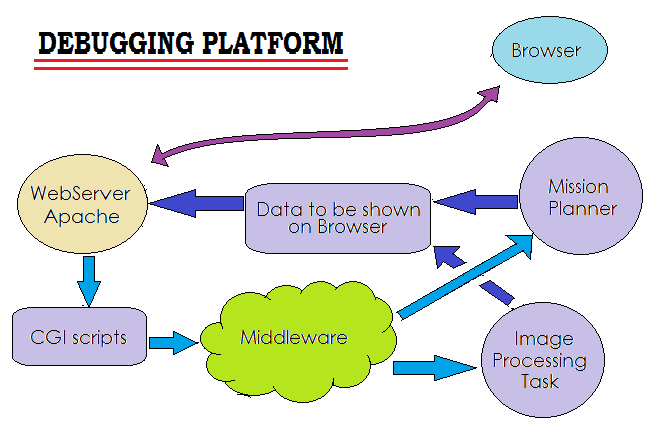 DEBUGGING PLATFORM
Browser
WebServer
Apache
Data to be shown
on Browser
Mission
Planner
CGI scripts
Middleware
Image
Processing
Task